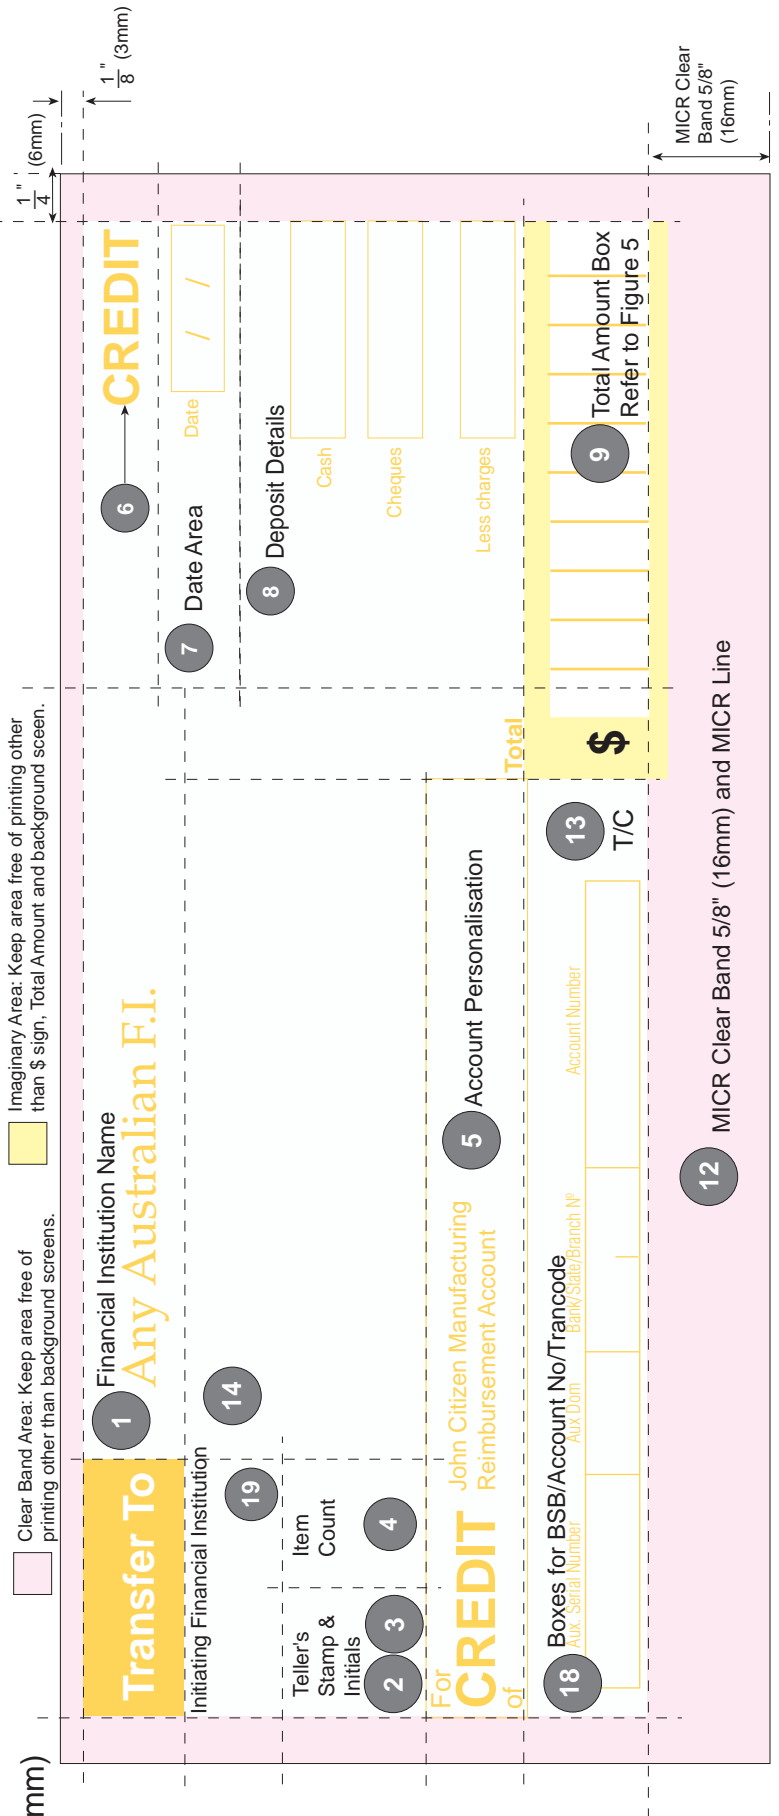 mm)
Clear Band Area: Keep area free of
printing other than background screens.
Imaginary Area: Keep area free of printing other
than $ sign, Total Amount and background sceen.
1"
4
(6mm)
1"
8
(3mm)
Transfer To
1
Financial Institution Name
Any Australian F.I.
6
CREDIT
Initiating Financial Institution
19
14
7
Date Area
Date
/ /
Teller's
Stamp &
Initials
2
3
Item
Count
4
8
Deposit Details
Cash
Cheques
Less charges
For
CREDIT
of
John Citizen Manufacturing
Reimbursement Account
5
Account Personalisation
Total
18
Boxes for BSB/Account No/Trancode
Aux. Serial Number
Aux Dom
Bank/State/Branch Nº
Account Number
13
T/C
$
9
Total Amount Box
Refer to Figure 5
12
MICR Clear Band 5/8" (16mm) and MICR Line
MICR Clear
Band 5/8"
(16mm)